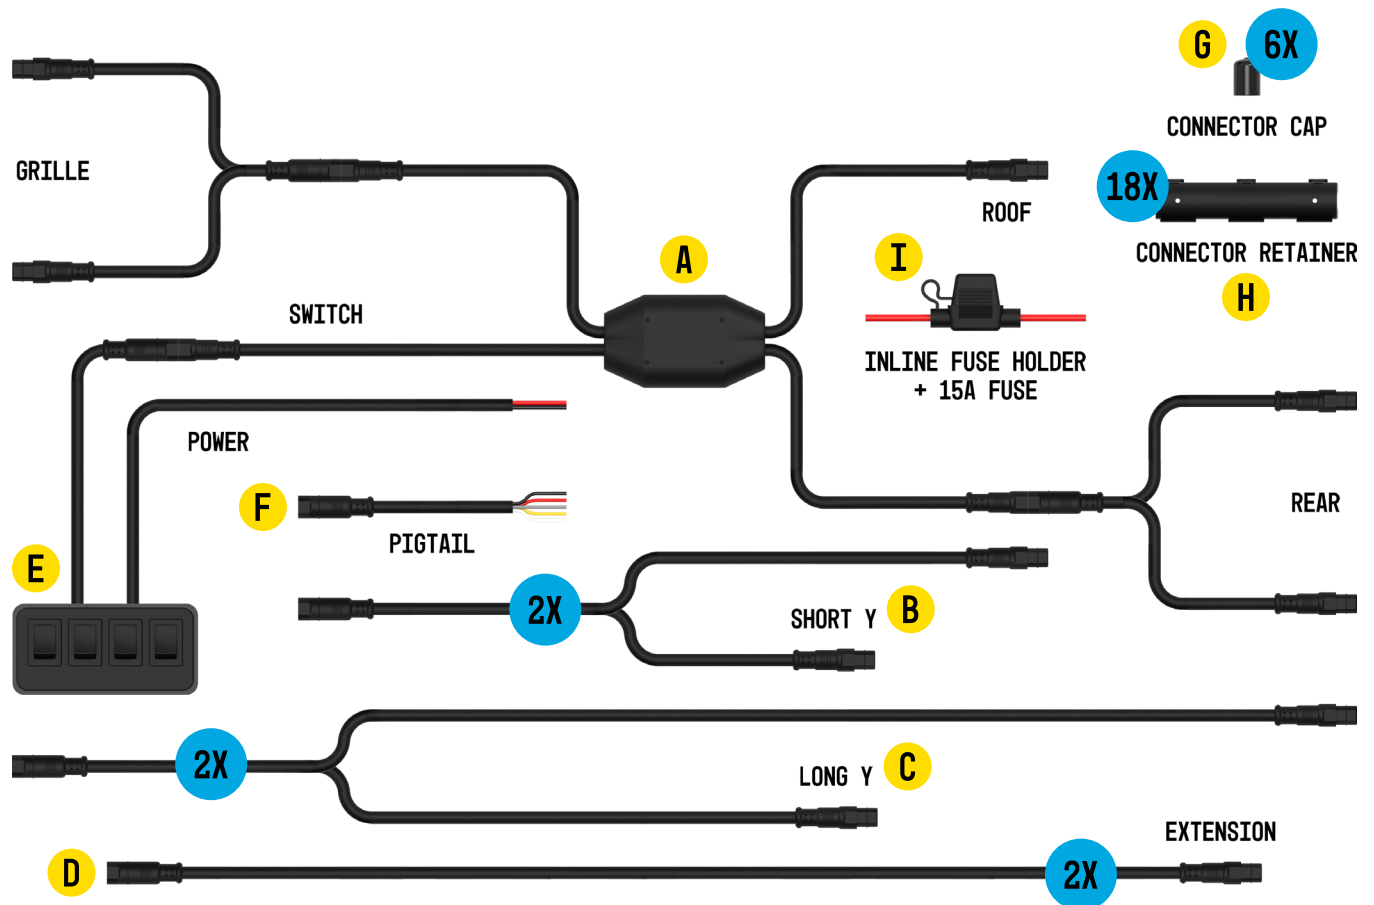 G
6X
CONNECTOR CAP
GRILLE
18X
ROOF
CONNECTOR RETAINER
H
A
I
SWITCH
INLINE FUSE HOLDER
+ 15A FUSE
POWER
F
PIGTAIL
REAR
E
2X
SHORT Y
B
2X
LONG Y
C
EXTENSION
D
2X